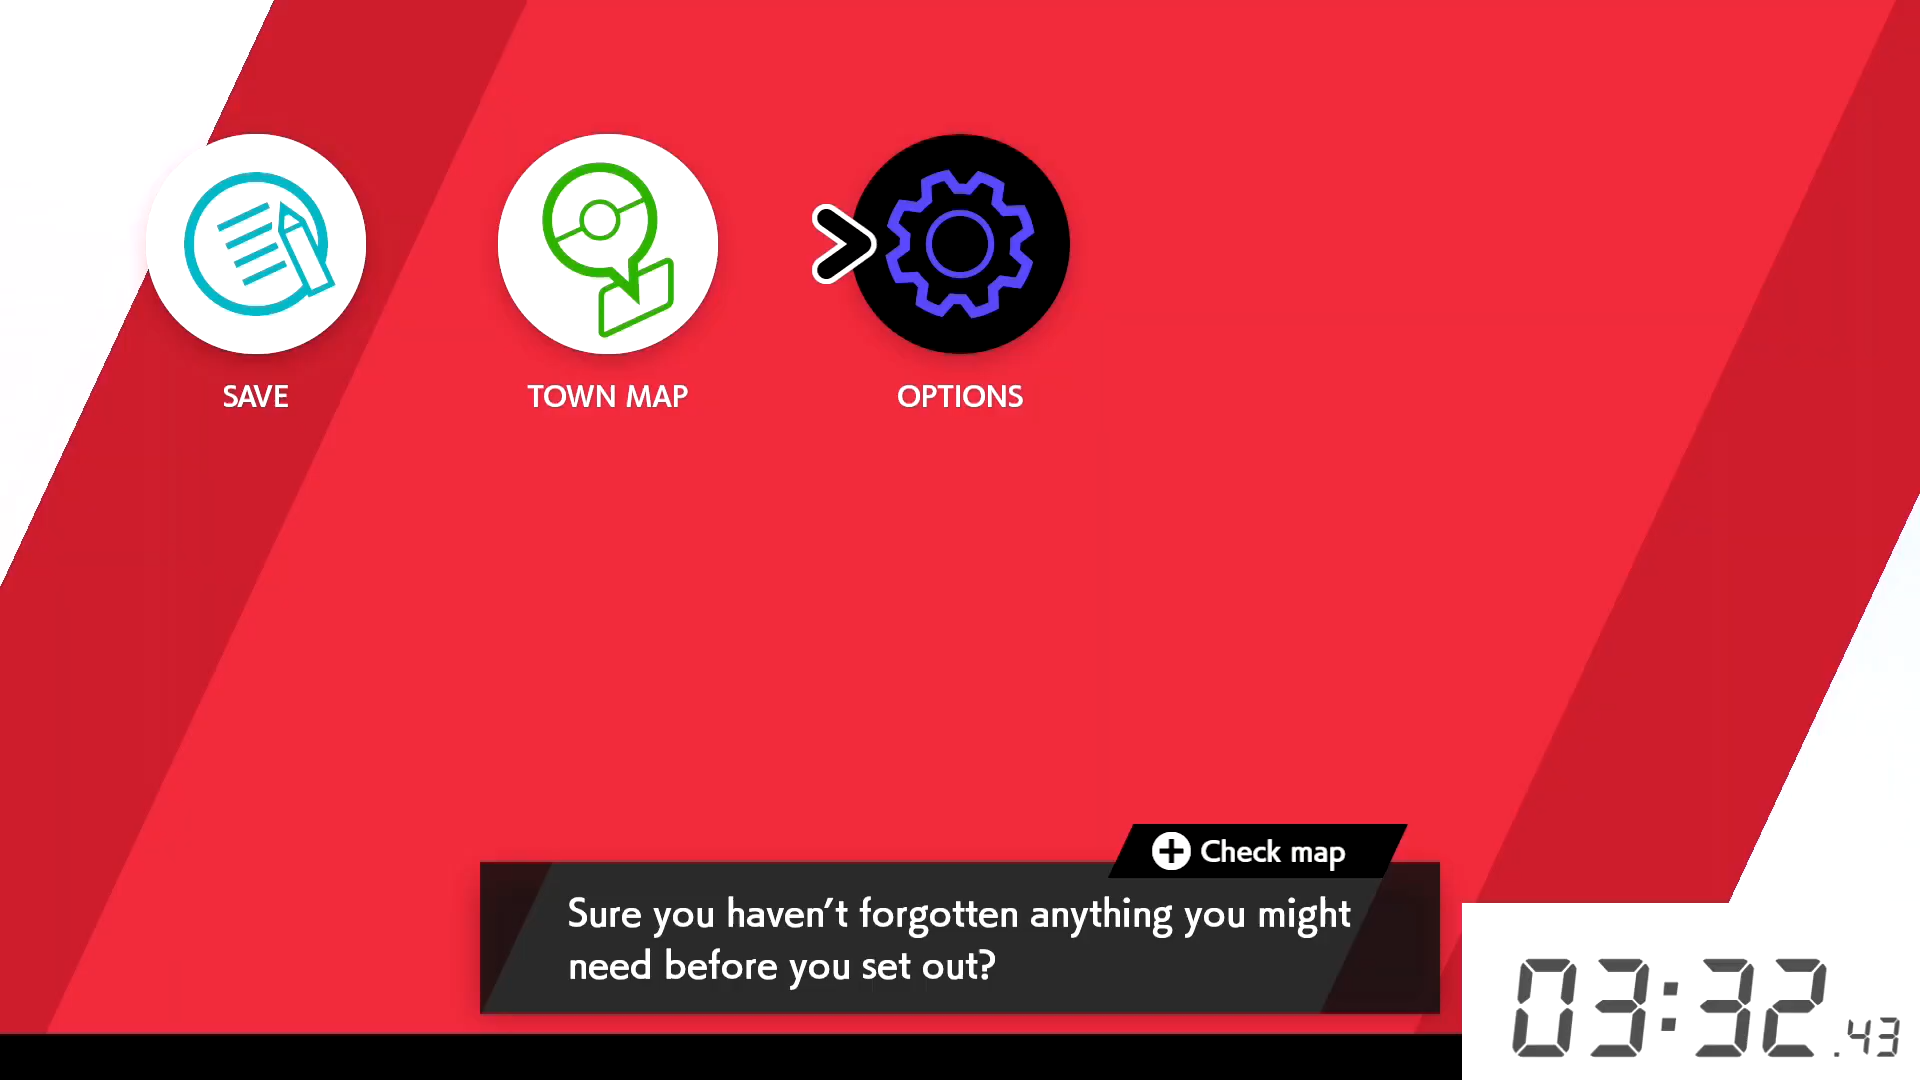 SAVE
TOWN MAP
OPTIONS
Check map
Sure you haven't forgotten anything you might
need before you set out?
03:32.43